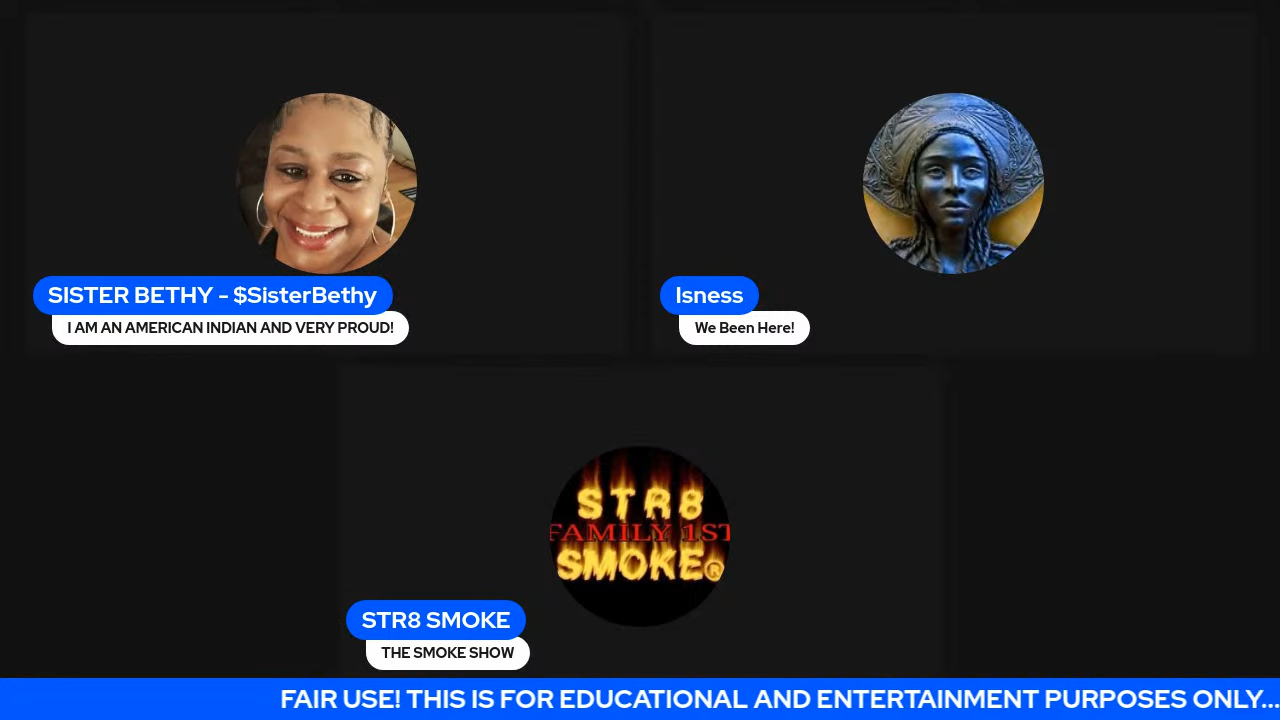 SISTER BETHY - $SisterBethy
I AM AN AMERICAN INDIAN AND VERY PROUD!
Isness
We Been Here!
STR8
FAMILY 1ST
SMOKE®
STR8 SMOKE
THE SMOKE SHOW
FAIR USE! THIS IS FOR EDUCATIONAL AND ENTERTAINMENT PURPOSES ONLY...